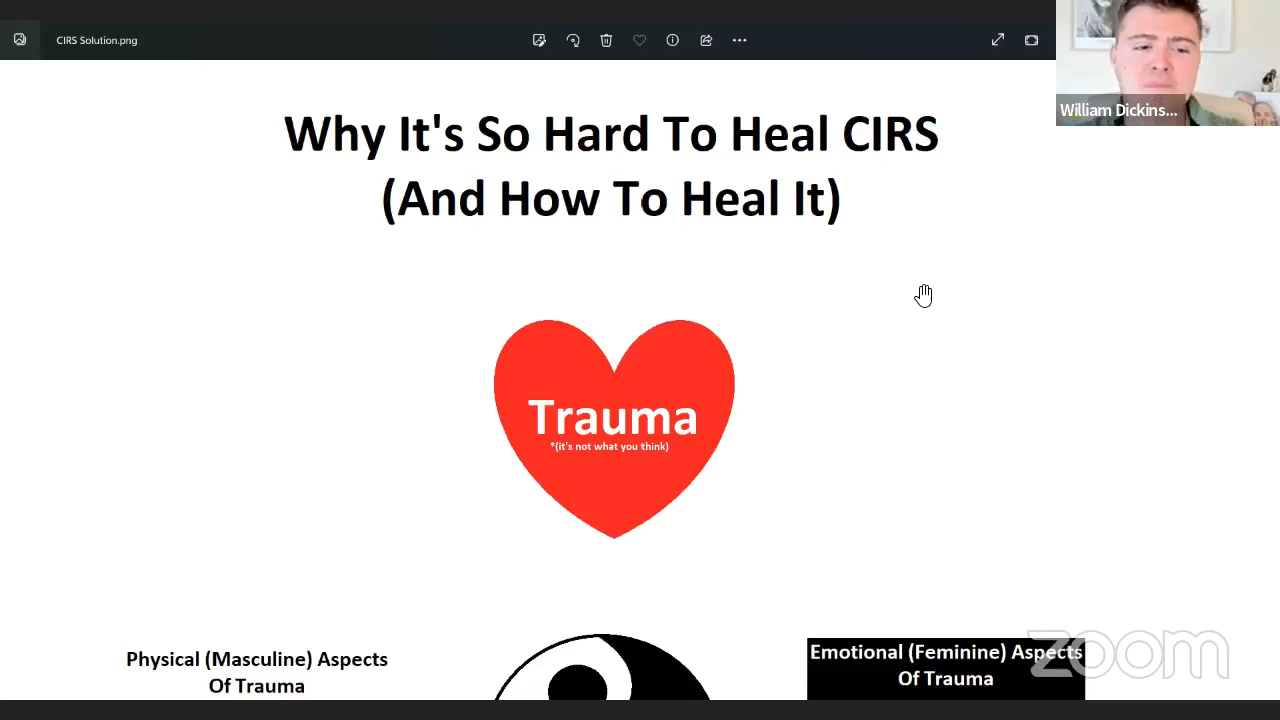 CIRS Solution.png
William Dickins...
Why It's So Hard To Heal CIRS
(And How To Heal It)
Trauma
*(it's not what you think)
Physical (Masculine) Aspects
Of Trauma
Emotional (Feminine) Aspects
Of Trauma
zoom